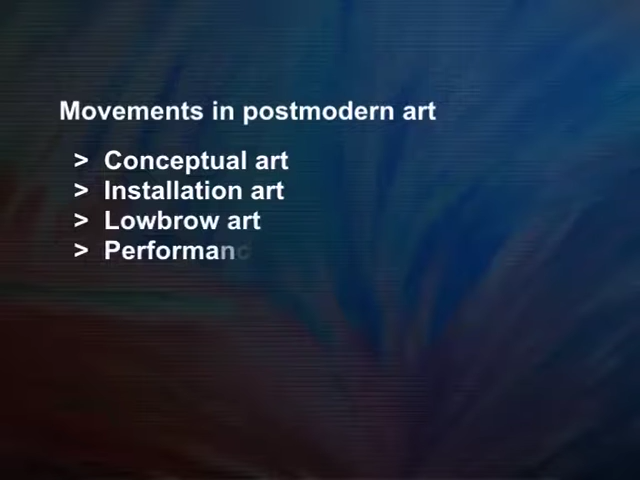 Movements in postmodern art
> Conceptual art
> Installation art
> Lowbrow art
> Performanc